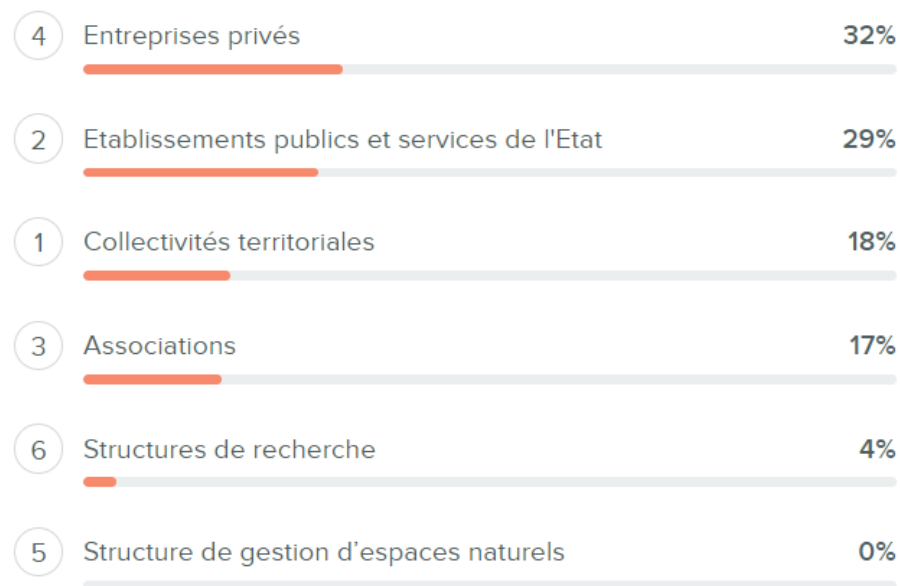 4 Entreprises privés 32%
2 Etablissements publics et services de l'Etat 29%
1 Collectivités territoriales 18%
3 Associations 17%
6 Structures de recherche 4%
5 Structure de gestion d’espaces naturels 0%